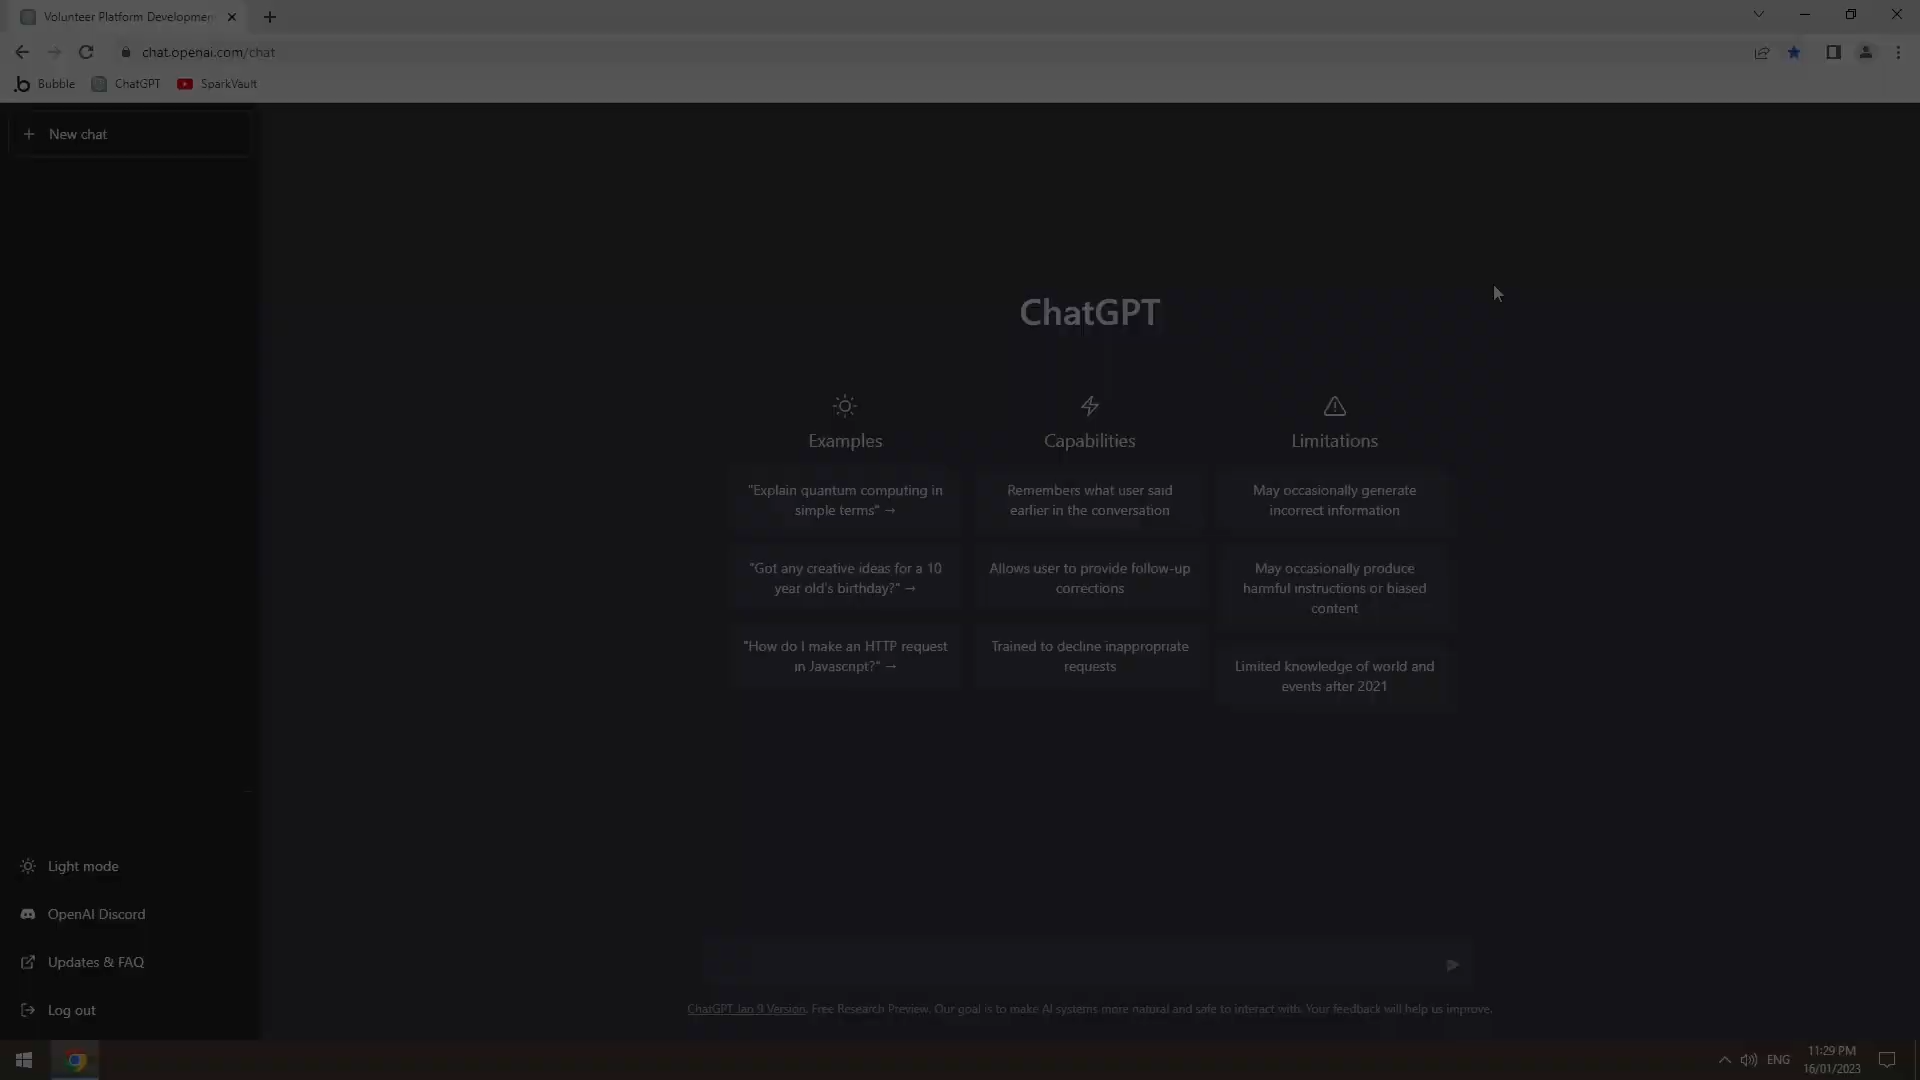 Volunteer Platform Developmen
chat.openai.com/chat
Bubble
ChatGPT
SparkVault
New chat
ChatGPT
Examples
"Explain quantum computing in
simple terms" →
"Got any creative ideas for a 10
year old's birthday?" →
"How do I make an HTTP request
in Javascript?" →
Capabilities
Remembers what user said
earlier in the conversation
Allows user to provide follow-up
corrections
Trained to decline inappropriate
requests
Limitations
May occasionally generate
incorrect information
May occasionally produce
harmful instructions or biased
content
Limited knowledge of world and
events after 2021
Light mode
OpenAI Discord
Updates & FAQ
Log out
ChatGPT Jan 9 Version. Free Research Preview. Our goal is to make AI systems more natural and safe to interact with. Your feedback will help us improve.
ENG
11:29 PM
16/01/2023